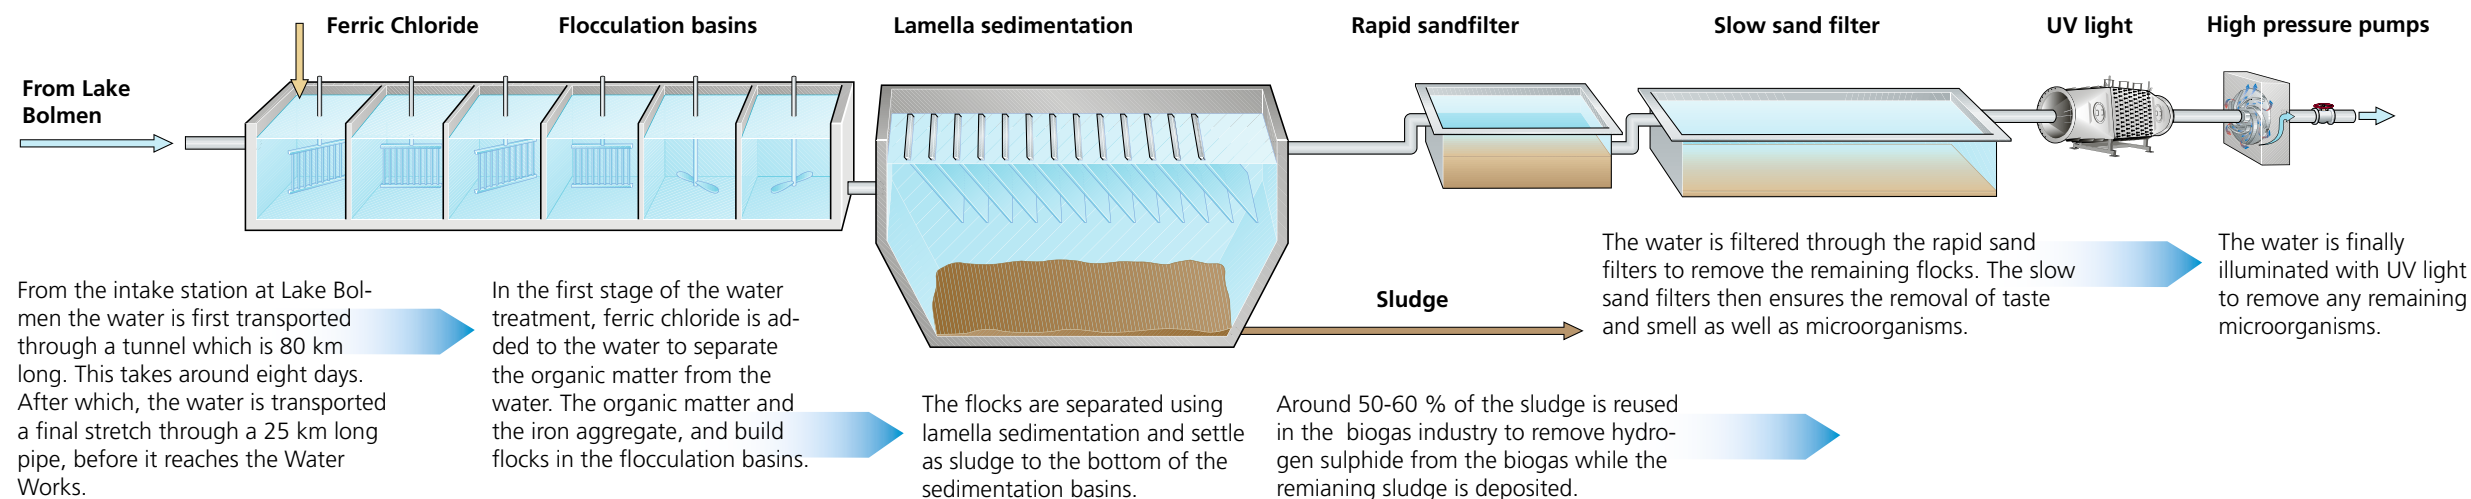 Ferric Chloride
Flocculation basins
Lamella sedimentation
Rapid sandfilter
Slow sand filter
UV light
High pressure pumps
From Lake
Bolmen
Sludge
From the intake station at Lake Bol-
men the water is first transported
through a tunnel which is 80 km
long. This takes around eight days.
After which, the water is transported
a final stretch through a 25 km long
pipe, before it reaches the Water
Works.
In the first stage of the water
treatment, ferric chloride is ad-
ded to the water to separate
the organic matter from the
water. The organic matter and
the iron aggregate, and build
flocks in the flocculation basins.
The flocks are separated using
lamella sedimentation and settle
as sludge to the bottom of the
sedimentation basins.
Around 50-60 % of the sludge is reused
in the  biogas industry to remove hydro-
gen sulphide from the biogas while the
remianing sludge is deposited.
The water is filtered through the rapid sand
filters to remove the remaining flocks. The slow
sand filters then ensures the removal of taste
and smell as well as microorganisms.
The water is finally
illuminated with UV light
to remove any remaining
microorganisms.